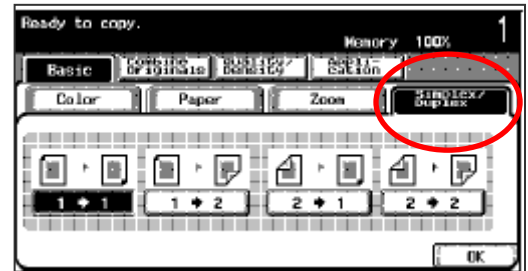 Ready to copy.
1
Memory 100%
Basic
Combine Originals
Quality/ Density
Appli- cation
Color
Paper
Zoom
Simplex/ Duplex
1 → 1
1 → 2
2 → 1
2 → 2
OK